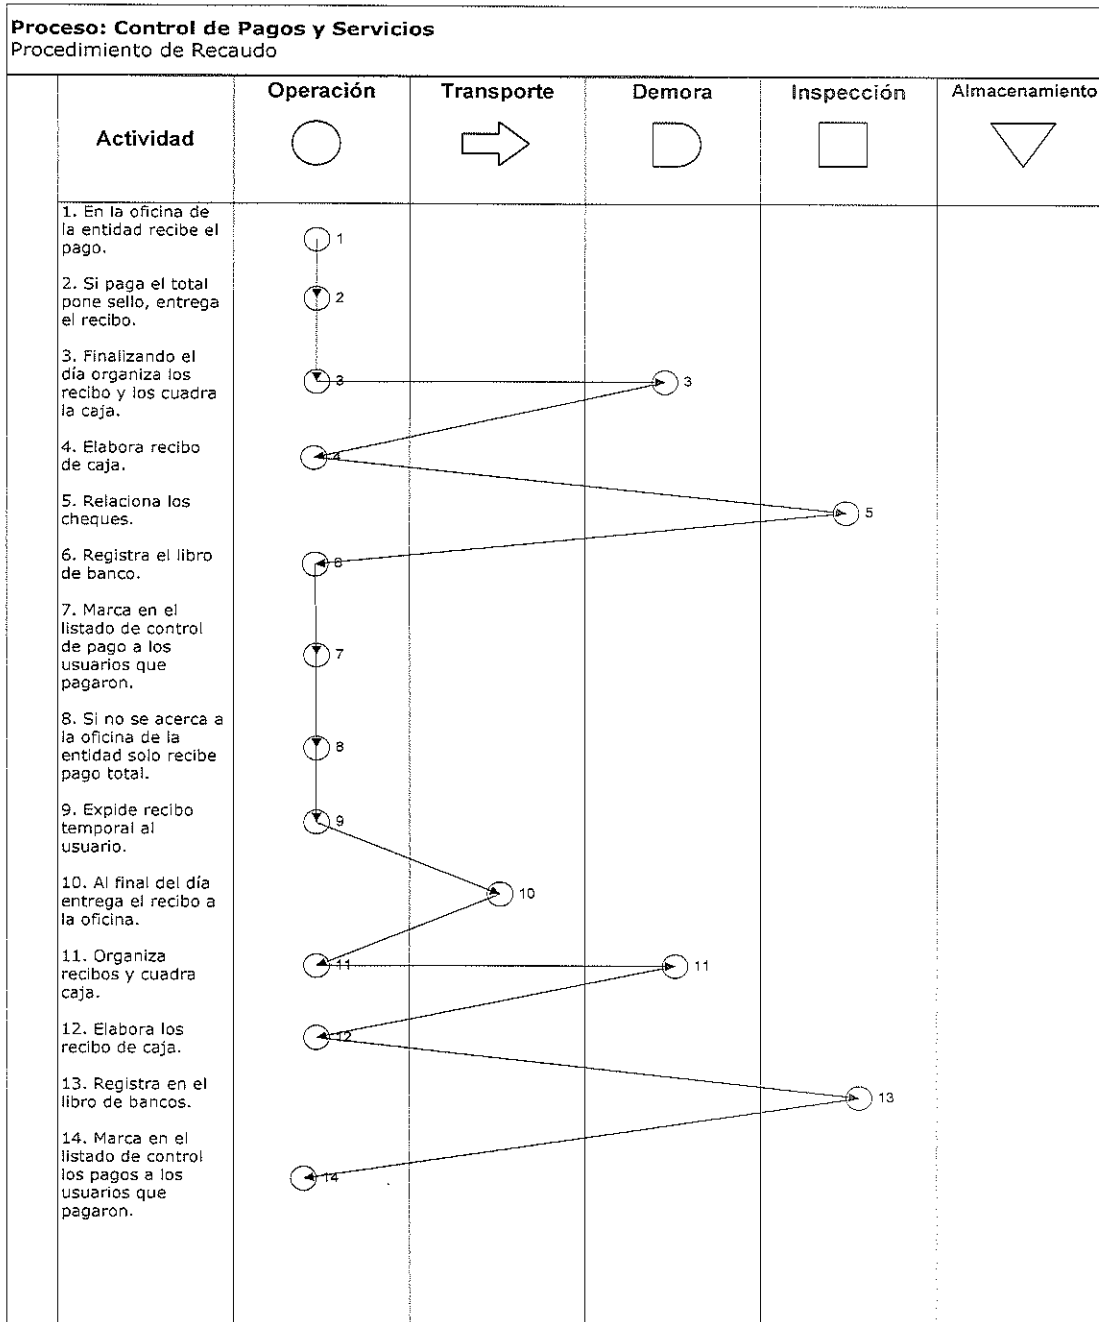 Proceso: Control de Pagos y Servicios
Procedimiento de Recaudo
Actividad
Operación
Transporte
Demora
Inspección
Almacenamiento
1. En la oficina de
la entidad recibe el
pago.
1
2. Si paga el total
pone sello, entrega
el recibo.
2
3. Finalizando el
día organiza los
recibo y los cuadra
la caja.
3
3
4. Elabora recibo
de caja.
4
5. Relaciona los
cheques.
5
6. Registra el libro
de banco.
6
7. Marca en el
listado de control
de pago a los
usuarios que
pagaron.
7
8. Si no se acerca a
la oficina de la
entidad solo recibe
pago total.
8
9. Expide recibo
temporal al
usuario.
9
10. Al final del día
entrega el recibo a
la oficina.
10
11. Organiza
recibos y cuadra
caja.
11
11
12. Elabora los
recibo de caja.
12
13. Registra en el
libro de bancos.
13
14. Marca en el
listado de control
los pagos a los
usuarios que
pagaron.
14